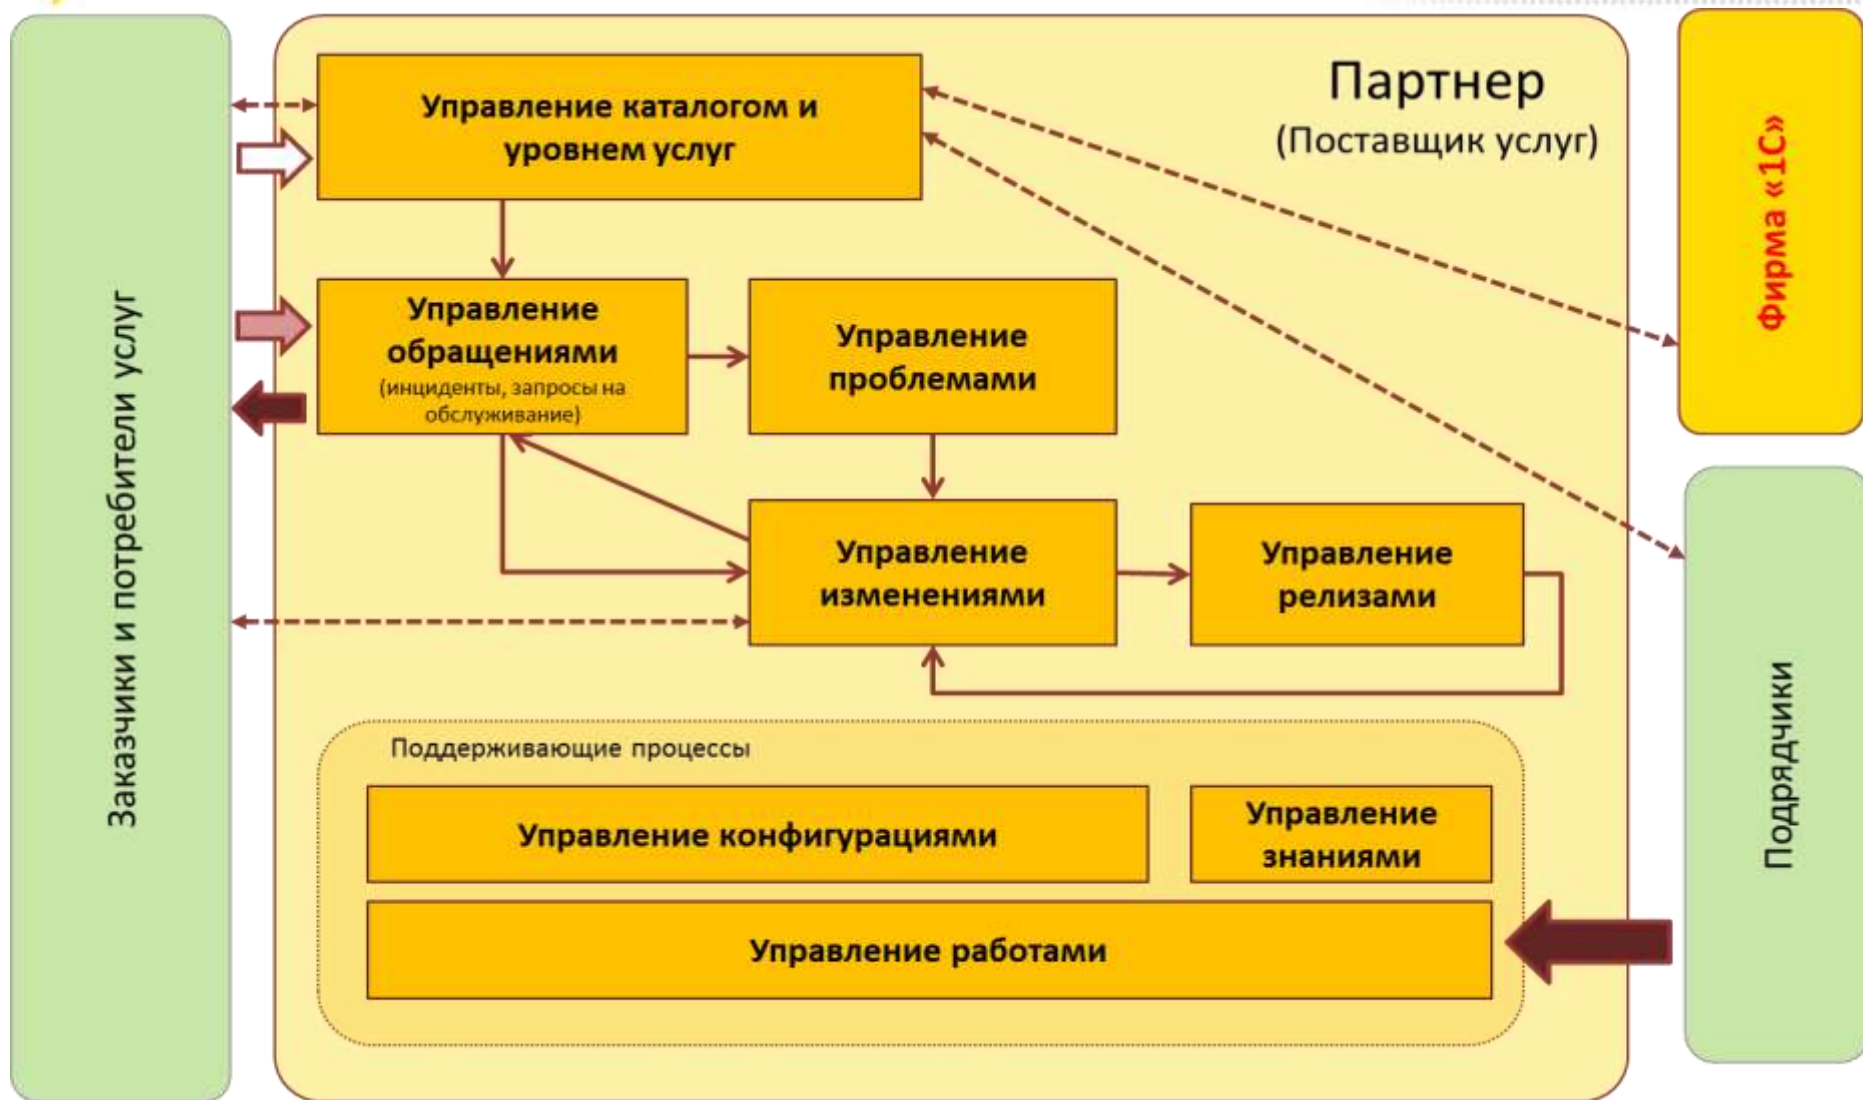 Заказчики и потребители услуг
Управление каталогом и
уровнем услуг
Партнер
(Поставщик услуг)
Фирма «1С»
Управление
обращениями
(инциденты, запросы на
обслуживание)
Управление
проблемами
Управление
изменениями
Управление
релизами
Подрядчики
Поддерживающие процессы
Управление конфигурациями
Управление
знаниями
Управление работами